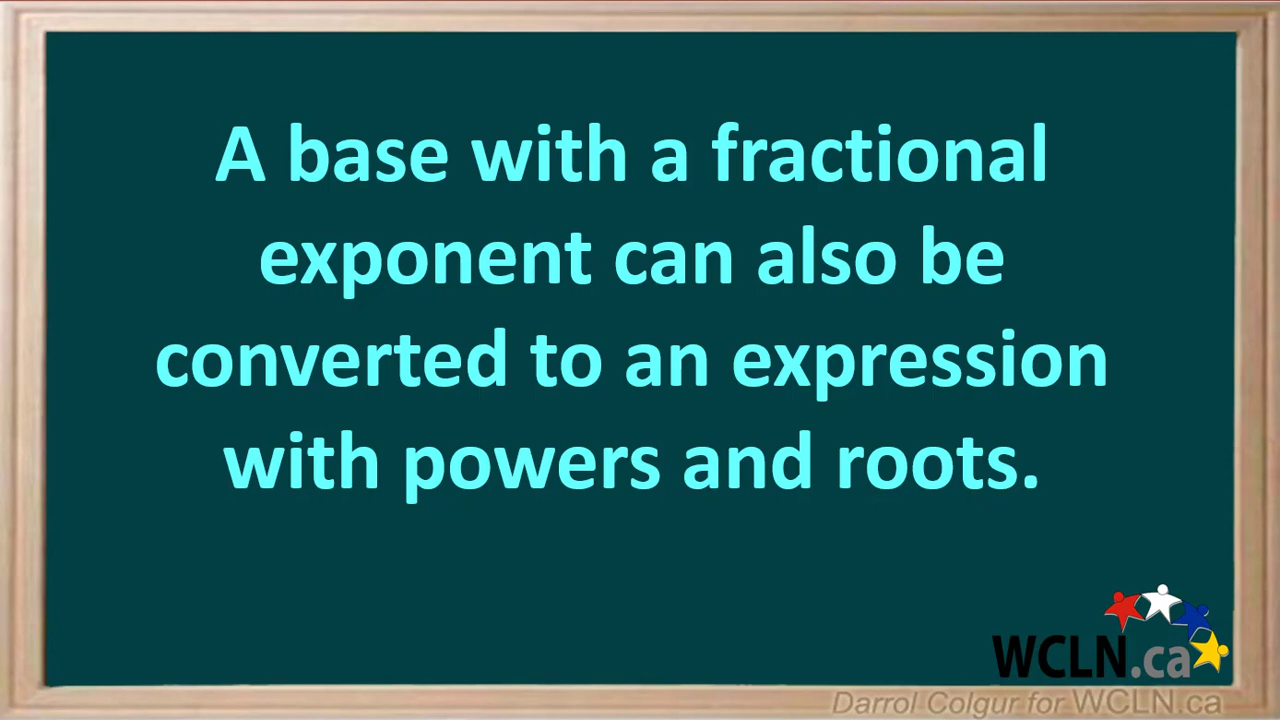 A base with a fractional
exponent can also be
converted to an expression
with powers and roots.
WCLN.ca
Darrol Colgur for WCLN.ca